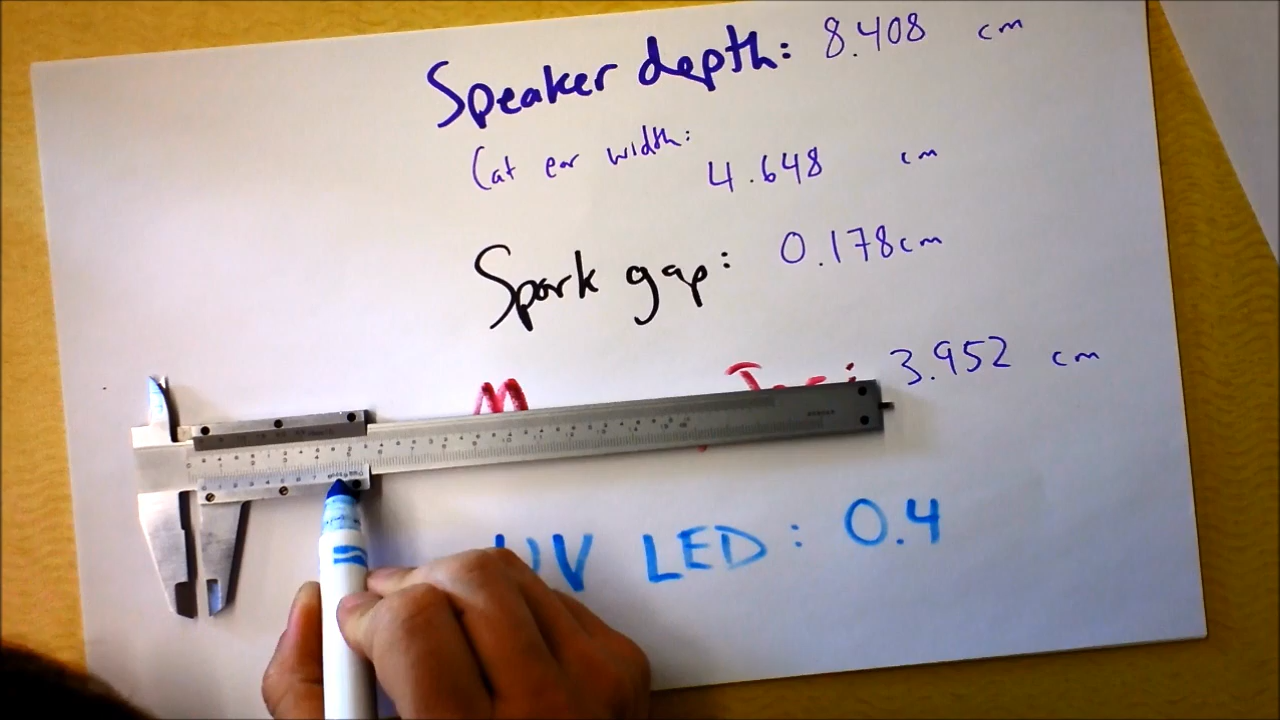 Speaker depth: 8.408 cm
Cat ear width: 4.648 cm
Spark gap: 0.178cm
3.952 cm
UV LED: 0.4